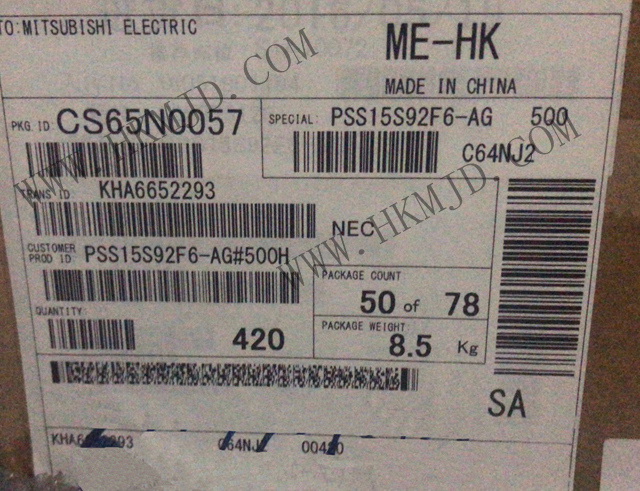 TO:MITSUBISHI ELECTRIC
ME-HK
MADE IN CHINA
PKG. ID: CS65N0057
SPECIAL: PSS15S92F6-AG 500
C64NJ2
TRANS ID KHA6652293
NEC
CUSTOMER
PROD ID: PSS15S92F6-AG#500H
PACKAGE COUNT
50 of 78
QUANTITY:
420
PACKAGE WEIGHT:
8.5 Kg
SA
C64NJ2 00420
WWW.HKMJD.COM
WWW.HKMJD.COM